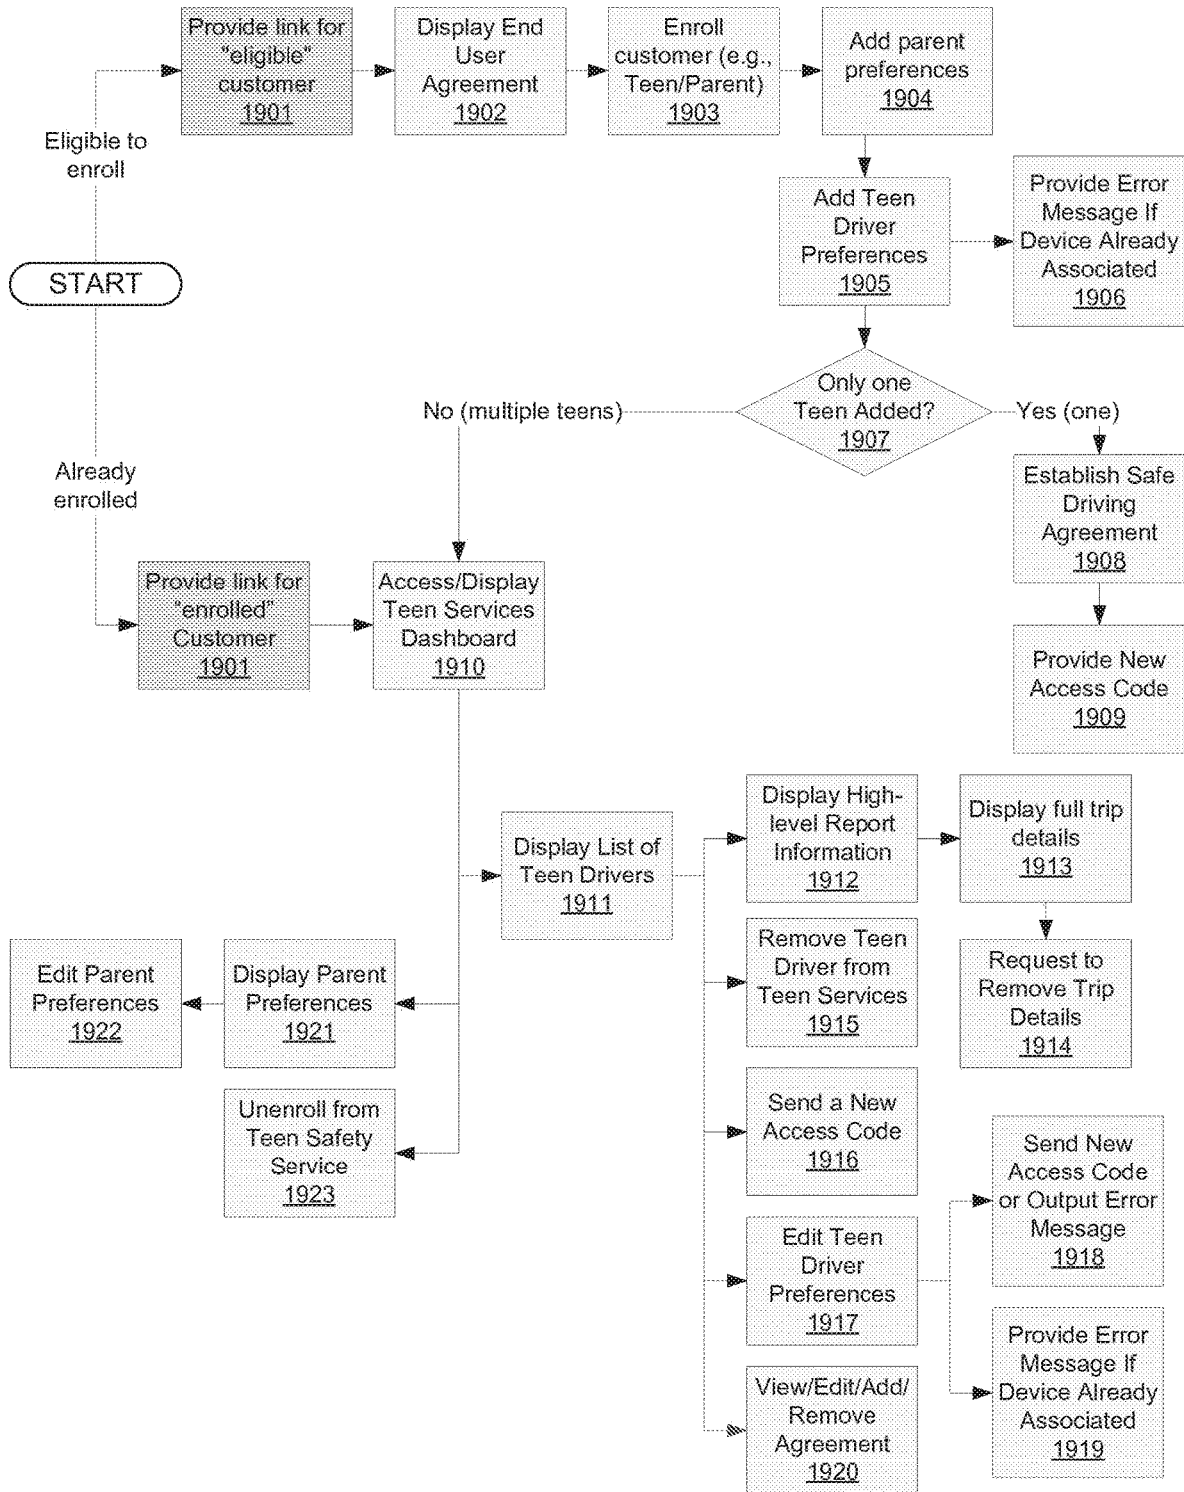 Provide link for
"eligible"
customer
1901
Display End
User
Agreement
1902
Enroll
customer (e.g.,
Teen/Parent)
1903
Add parent
preferences
1904
Eligible to
enroll
START
Add Teen
Driver
Preferences
1905
Provide Error
Message If
Device Already
Associated
1906
Only one
Teen Added?
1907
No (multiple teens)
Yes (one)
Already
enrolled
Establish Safe
Driving
Agreement
1908
Provide link for
"enrolled"
Customer
1901
Access/Display
Teen Services
Dashboard
1910
Provide New
Access Code
1909
Display List of
Teen Drivers
1911
Display High-
level Report
Information
1912
Display full trip
details
1913
Remove Teen
Driver from
Teen Services
1915
Request to
Remove Trip
Details
1914
Edit Parent
Preferences
1922
Display Parent
Preferences
1921
Unenroll from
Teen Safety
Service
1923
Send a New
Access Code
1916
Send New
Access Code
or Output Error
Message
1918
Edit Teen
Driver
Preferences
1917
Provide Error
Message If
Device Already
Associated
1919
View/Edit/Add/
Remove
Agreement
1920